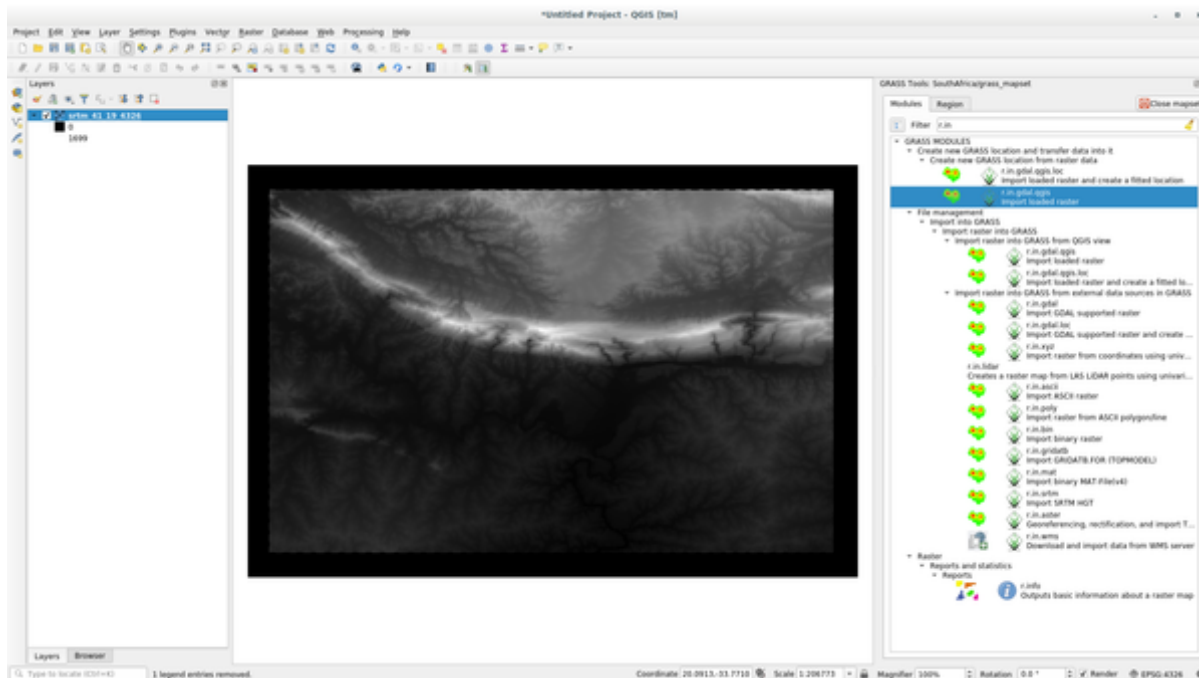 *Untitled Project - QGIS [tm]
Project Edit View Layer Settings Plugins Vector Raster Database Web Processing Help
Layers
srtm_41_19_4326
0
1699
Layers Browser
Type to locate (Ctrl+K)
1 legend entries removed.
Coordinate 20.0913,-33.7710
Scale 1:206773
Magnifier 100%
Rotation 0.0 °
Render
EPSG:4326
GRASS Tools: SouthAfrica/grass_mapset
Modules Region
Close mapset
Filter r.in
GRASS MODULES
Create new GRASS location and transfer data into it
Create new GRASS location from raster data
r.in.gdal.qgis.loc
Import loaded raster and create a fitted location
r.in.gdal.qgis
Import loaded raster
File management
Import into GRASS
Import raster into GRASS
Import raster into GRASS from QGIS view
r.in.gdal.qgis
Import loaded raster
r.in.gdal.qgis.loc
Import loaded raster and create a fitted lo...
Import raster into GRASS from external data sources in GRASS
r.in.gdal
Import GDAL supported raster
r.in.gdal.loc
Import GDAL supported raster and create ...
r.in.xyz
Import raster from coordinates using univ...
r.in.lidar
Creates a raster map from LAS LiDAR points using univari...
r.in.ascii
Import ASCII raster
r.in.poly
Import raster from ASCII polygon/line
r.in.bin
Import binary raster
r.in.gridatb
Import GRIDATB.FOR (TOPMODEL)
r.in.mat
Import binary MAT-File(v4)
r.in.srtm
Import SRTM HGT
r.in.aster
Georeferencing, rectification, and import T...
r.in.wms
Download and import data from WMS server
Raster
Reports and statistics
Reports
r.info
Outputs basic information about a raster map